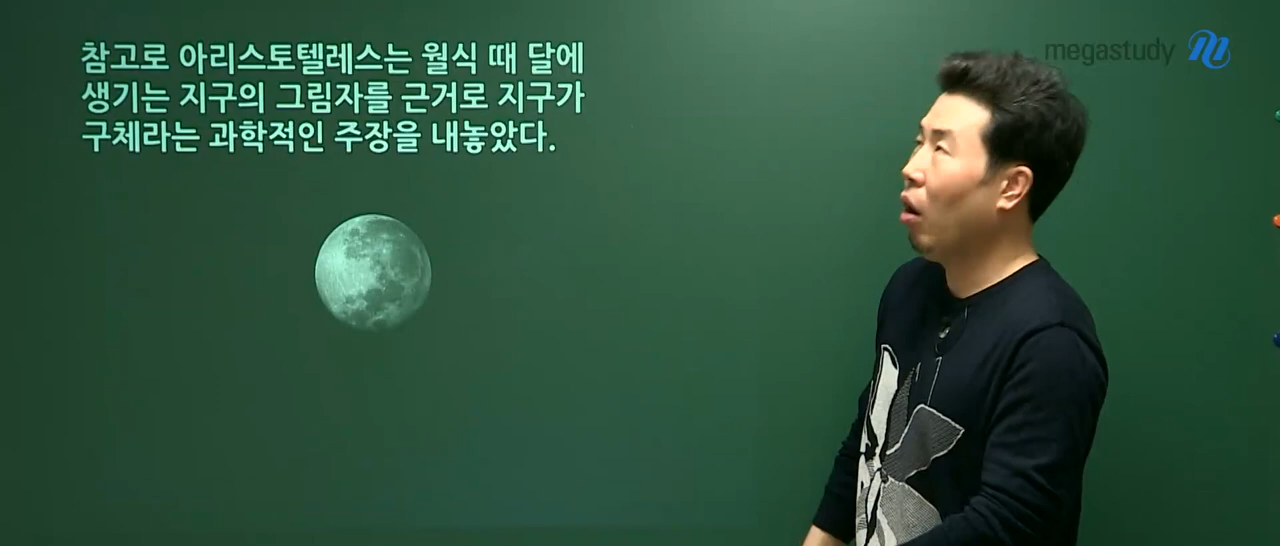 참고로 아리스토텔레스는 월식 때 달에
생기는 지구의 그림자를 근거로 지구가
구체라는 과학적인 주장을 내놓았다.
megastudy